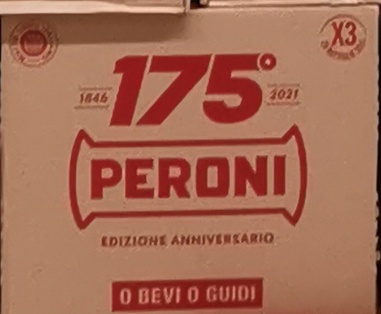 X3
175°
1846 2021
PERONI
EDIZIONE ANNIVERSARIO
O BEVI O GUIDI